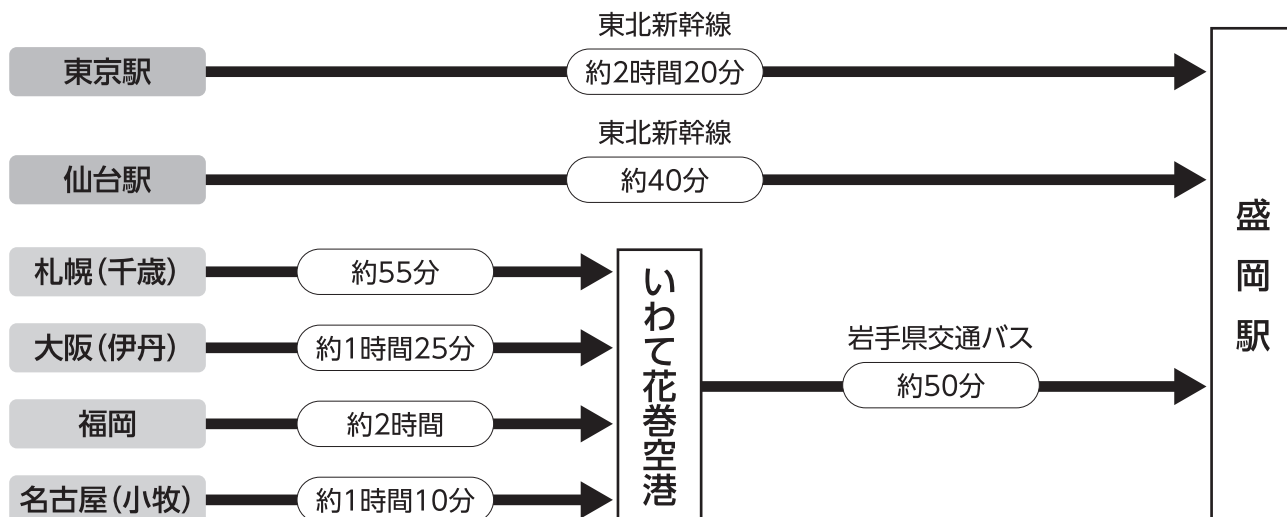 東北新幹線
東京駅
約2時間20分
東北新幹線
仙台駅
約40分
札幌(千歳)
約55分
大阪(伊丹)
約1時間25分
福岡
約2時間
名古屋(小牧)
約1時間10分
いわて花巻空港
岩手県交通バス
約50分
盛岡駅